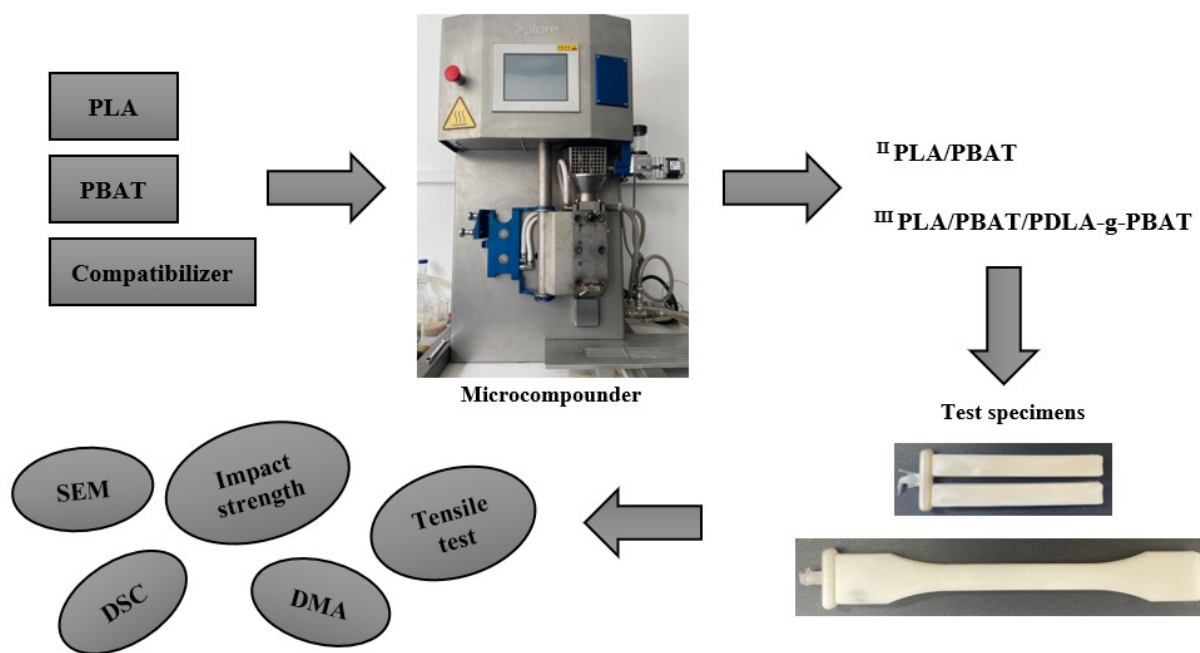 PLA
PBAT
Compatibilizer
Xplore
Microcompounder
II PLA/PBAT
III PLA/PBAT/PDLA-g-PBAT
Test specimens
SEM
Impact
strength
Tensile
test
DSC
DMA